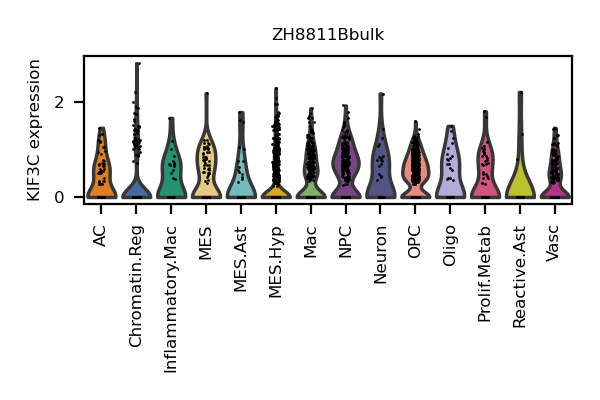 ZH8811Bbulk
KIF3C expression
2
0
AC
Chromatin.Reg
Inflammatory.Mac
MES
MES.Ast
MES.Hyp
Mac
NPC
Neuron
OPC
Oligo
Prolif.Metab
Reactive.Ast
Vasc